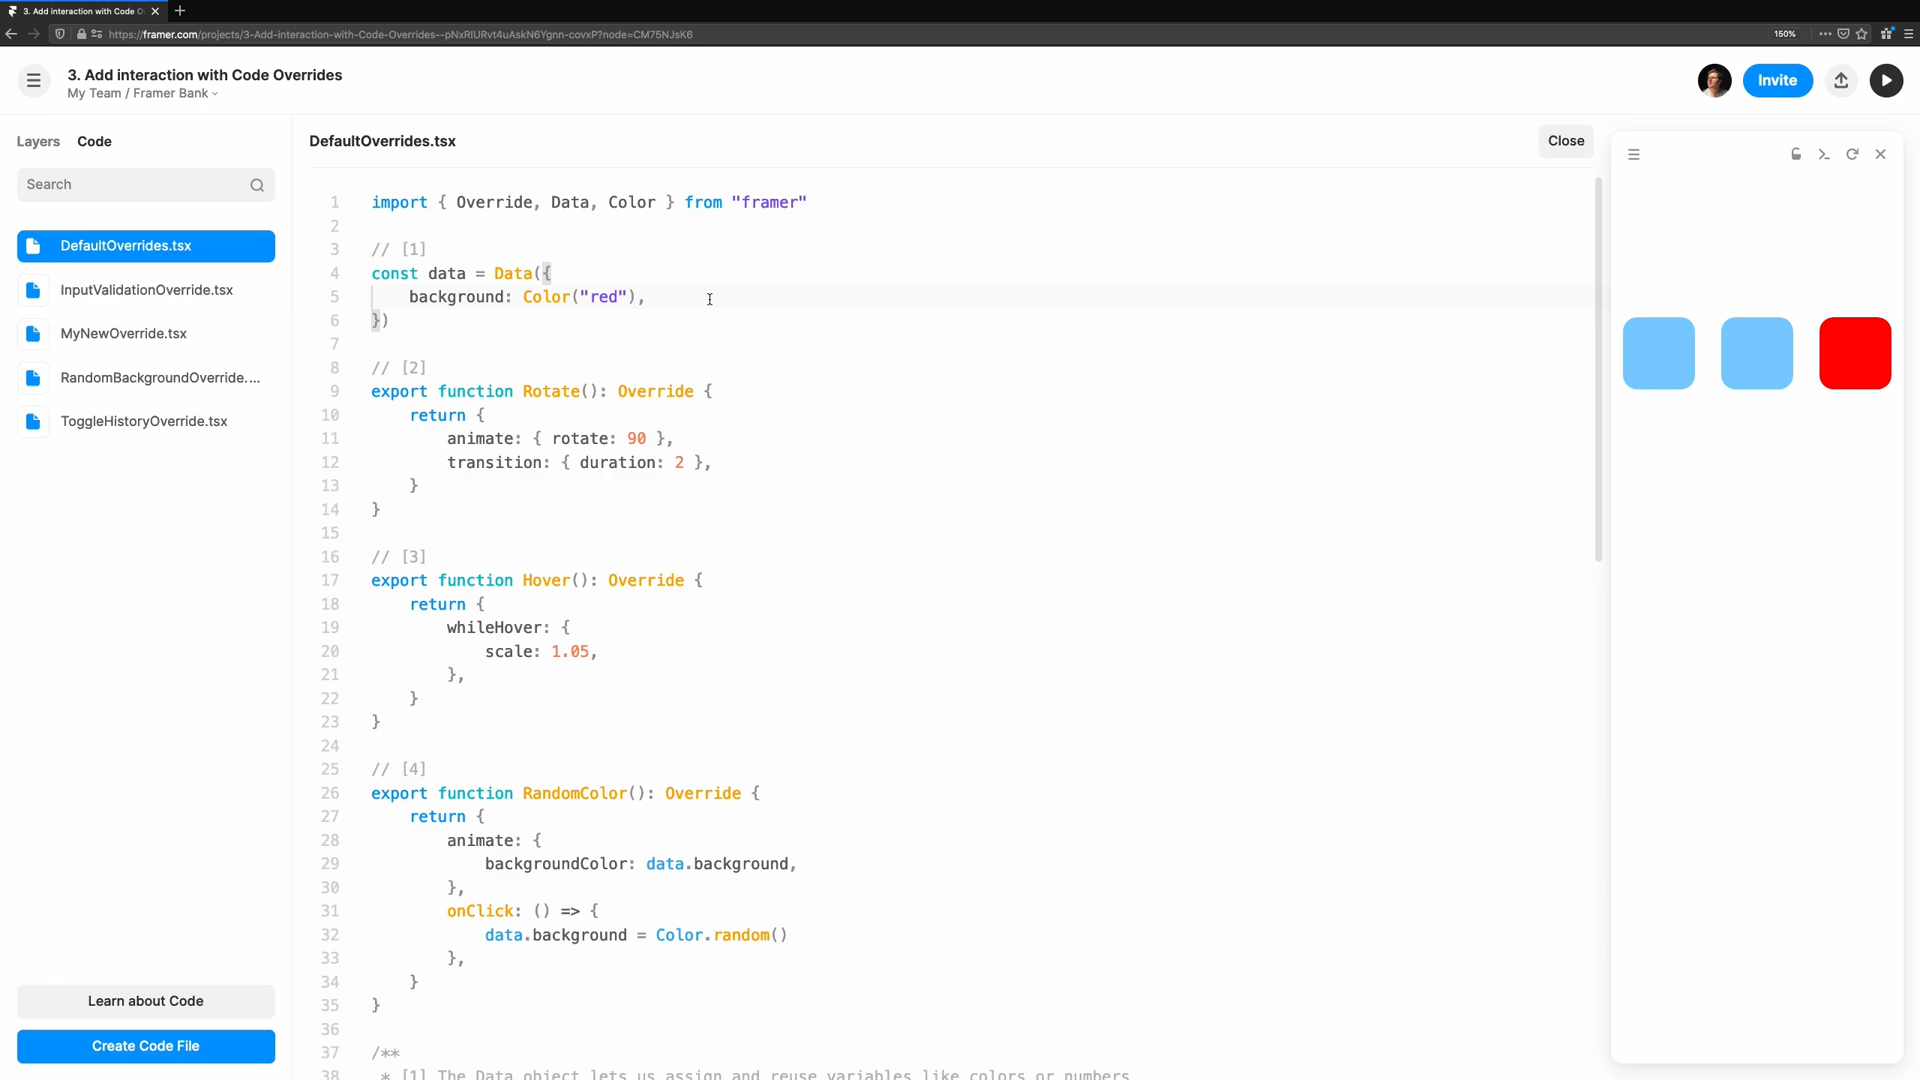 3. Add interaction with Code O
https://framer.com/projects/3-Add-interaction-with-Code-Overrides--pNxRlURvt4uAskN6Ygnn-covxP?node=CM75NJsK6
150%
3. Add interaction with Code Overrides
My Team / Framer Bank
Invite
Layers Code
Search
DefaultOverrides.tsx
InputValidationOverride.tsx
MyNewOverride.tsx
RandomBackgroundOverride....
ToggleHistoryOverride.tsx
Learn about Code
Create Code File
DefaultOverrides.tsx
Close
1 import { Override, Data, Color } from "framer"
2
3 // [1]
4 const data = Data({
5 background: Color("red"),
6 })
7
8 // [2]
9 export function Rotate(): Override {
10 return {
11 animate: { rotate: 90 },
12 transition: { duration: 2 },
13 }
14 }
15
16 // [3]
17 export function Hover(): Override {
18 return {
19 whileHover: {
20 scale: 1.05,
21 },
22 }
23 }
24
25 // [4]
26 export function RandomColor(): Override {
27 return {
28 animate: {
29 backgroundColor: data.background,
30 },
31 onClick: () => {
32 data.background = Color.random()
33 },
34 }
35 }
36
37 /**
38 * [1] The Data object lets us assign and reuse variables like colors or numbers